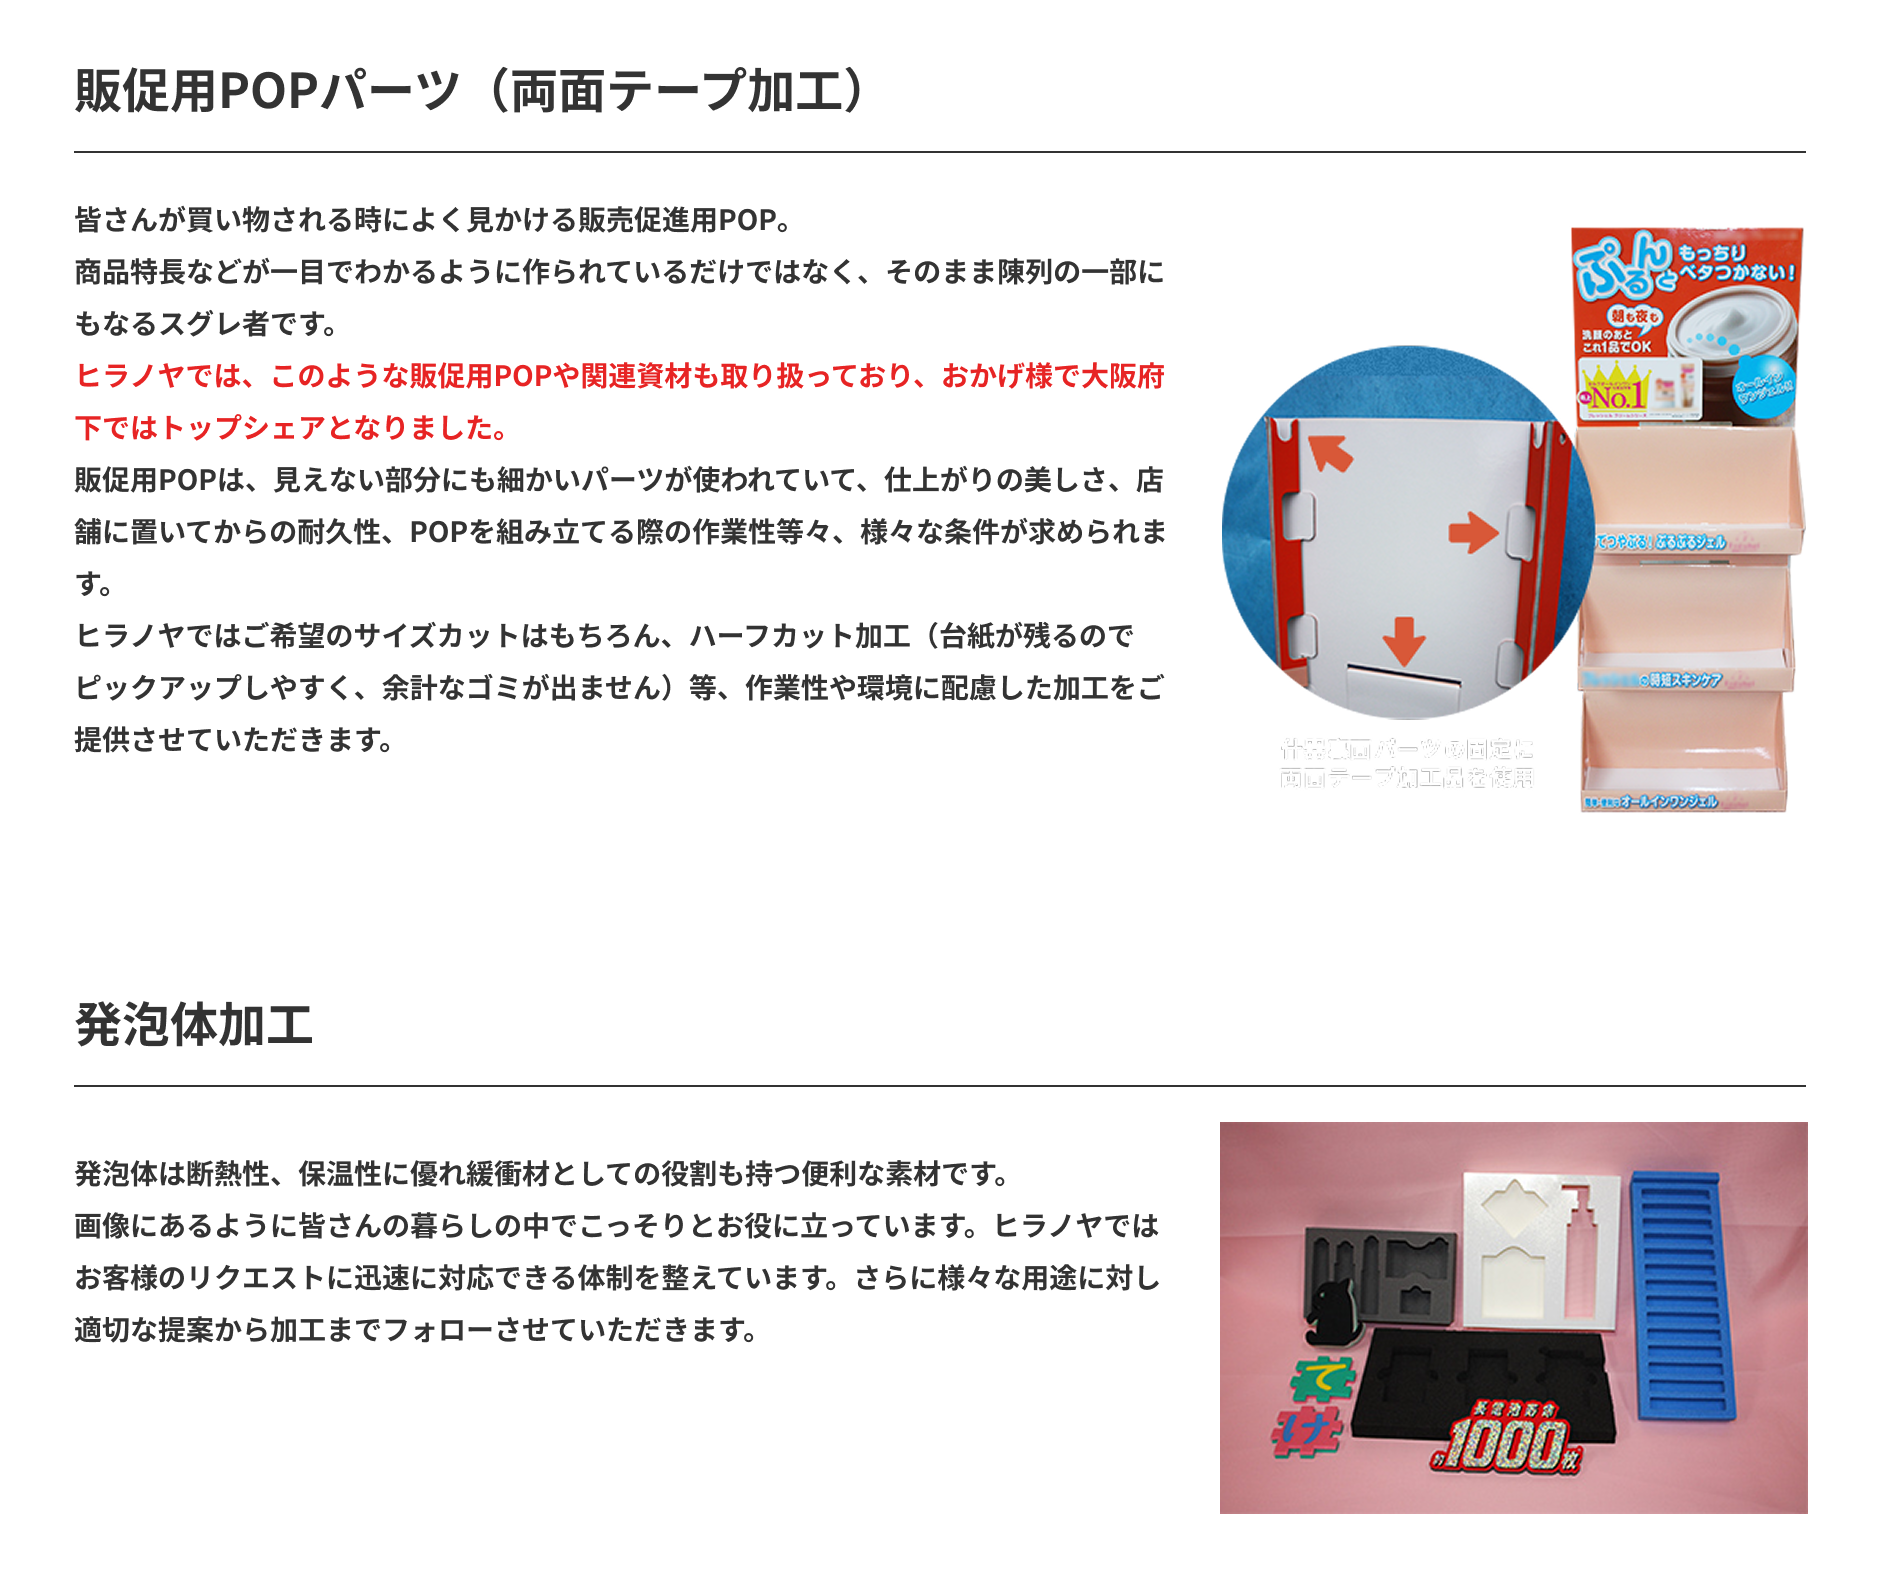 販促用POPパーツ（両面テープ加工）
皆さんが買い物される時によく見かける販売促進用POP。
商品特長などが一目でわかるように作られているだけではなく、そのまま陳列の一部に
もなるスグレ者です。
ヒラノヤでは、このような販促用POPや関連資材も取り扱っており、おかげ様で大阪府
下ではトップシェアとなりました。
販促用POPは、見えない部分にも細かいパーツが使われていて、仕上がりの美しさ、店
舗に置いてからの耐久性、POPを組み立てる際の作業性等々、様々な条件が求められま
す。
ヒラノヤではご希望のサイズカットはもちろん、ハーフカット加工（台紙が残るので
ピックアップしやすく、余計なゴミが出ません）等、作業性や環境に配慮した加工をご
提供させていただきます。
ぷるんと
もっちり
ベタつかない！
朝も夜も
洗顔のあと
これ1品でOK
No.1
オールイン
ワンジェル!!
てつやぷる！ぷるぷるジェル
の時短スキンケア
簡単・便利なオールインワンジェル
什器裏面パーツの固定に
両面テープ加工品を使用
発泡体加工
発泡体は断熱性、保温性に優れ緩衝材としての役割も持つ便利な素材です。
画像にあるように皆さんの暮らしの中でこっそりとお役に立っています。ヒラノヤでは
お客様のリクエストに迅速に対応できる体制を整えています。さらに様々な用途に対し
適切な提案から加工までフォローさせていただきます。
て
け
長電池寿命
約1000枚